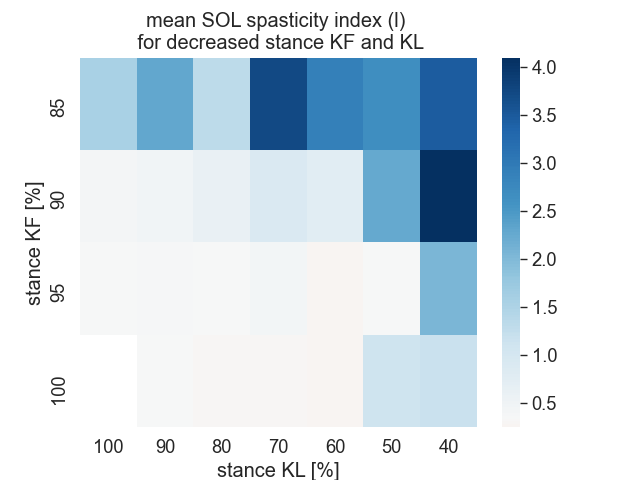 mean SOL spasticity index (I)
for decreased stance KF and KL
stance KF [%]
85
90
95
100
100 90 80 70 60 50 40
stance KL [%]
4.0
3.5
3.0
2.5
2.0
1.5
1.0
0.5